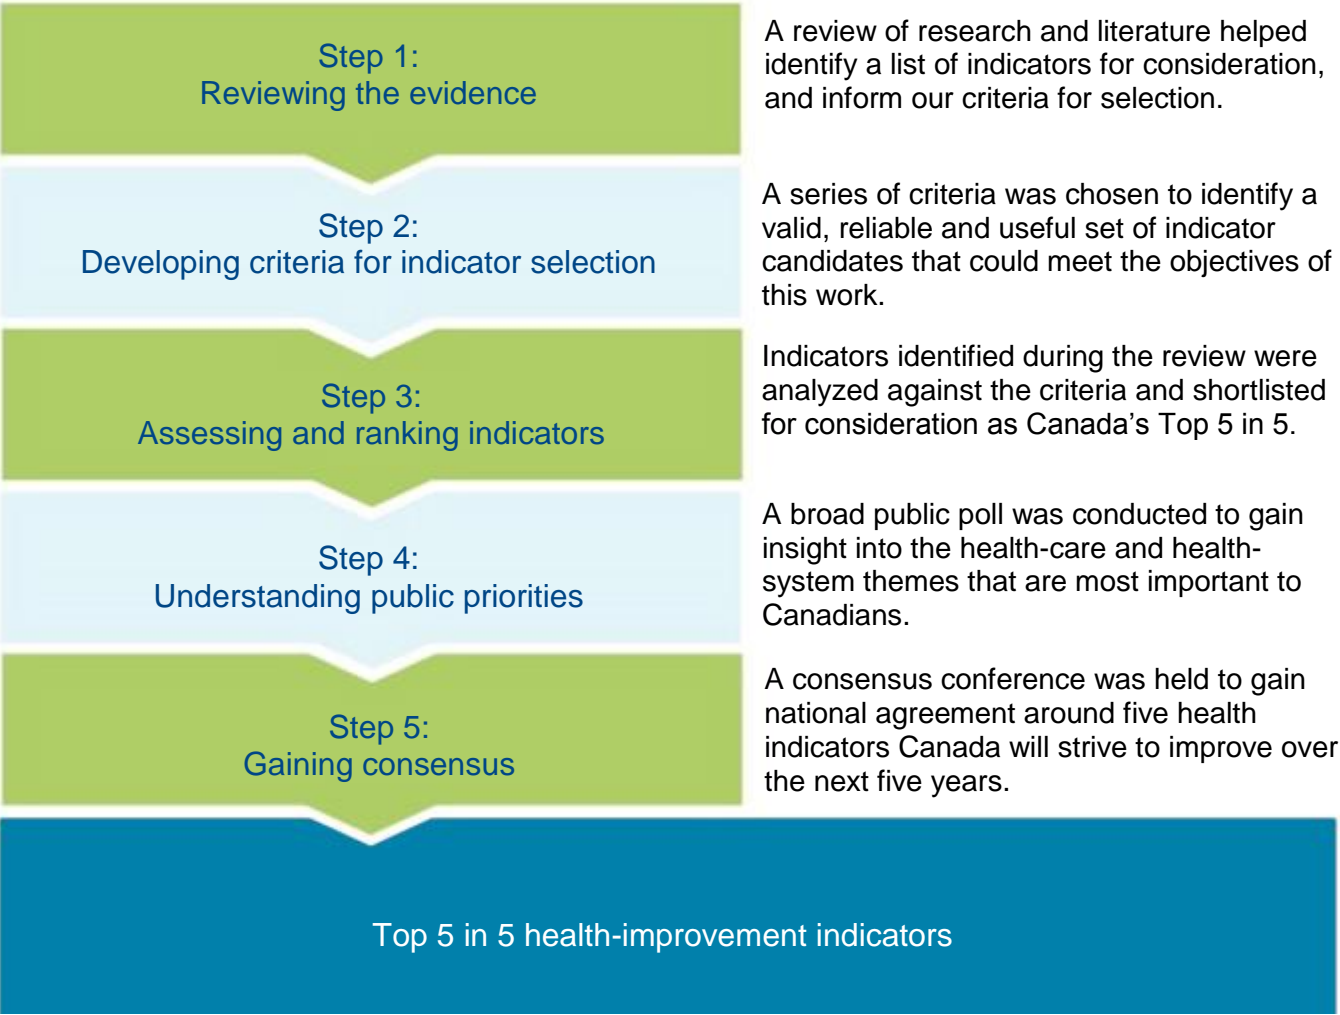 Step 1:
Reviewing the evidence
A review of research and literature helped
identify a list of indicators for consideration,
and inform our criteria for selection.
Step 2:
Developing criteria for indicator selection
A series of criteria was chosen to identify a
valid, reliable and useful set of indicator
candidates that could meet the objectives of
this work.
Step 3:
Assessing and ranking indicators
Indicators identified during the review were
analyzed against the criteria and shortlisted
for consideration as Canada’s Top 5 in 5.
Step 4:
Understanding public priorities
A broad public poll was conducted to gain
insight into the health-care and health-
system themes that are most important to
Canadians.
Step 5:
Gaining consensus
A consensus conference was held to gain
national agreement around five health
indicators Canada will strive to improve over
the next five years.
Top 5 in 5 health-improvement indicators